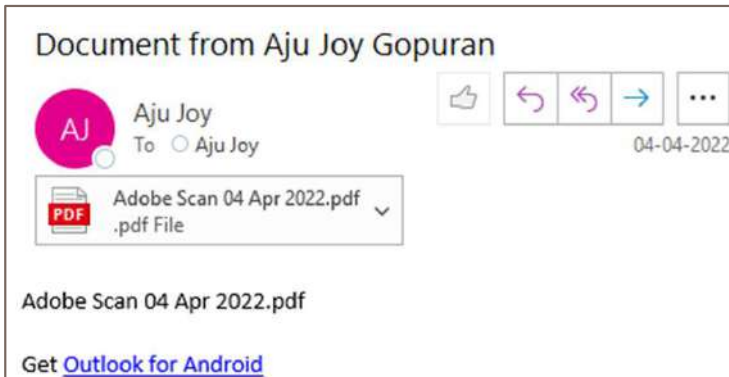 Document from Aju Joy Gopuran
AJ
Aju Joy
To Aju Joy
04-04-2022
PDF
Adobe Scan 04 Apr 2022.pdf
.pdf File
Adobe Scan 04 Apr 2022.pdf
Get Outlook for Android